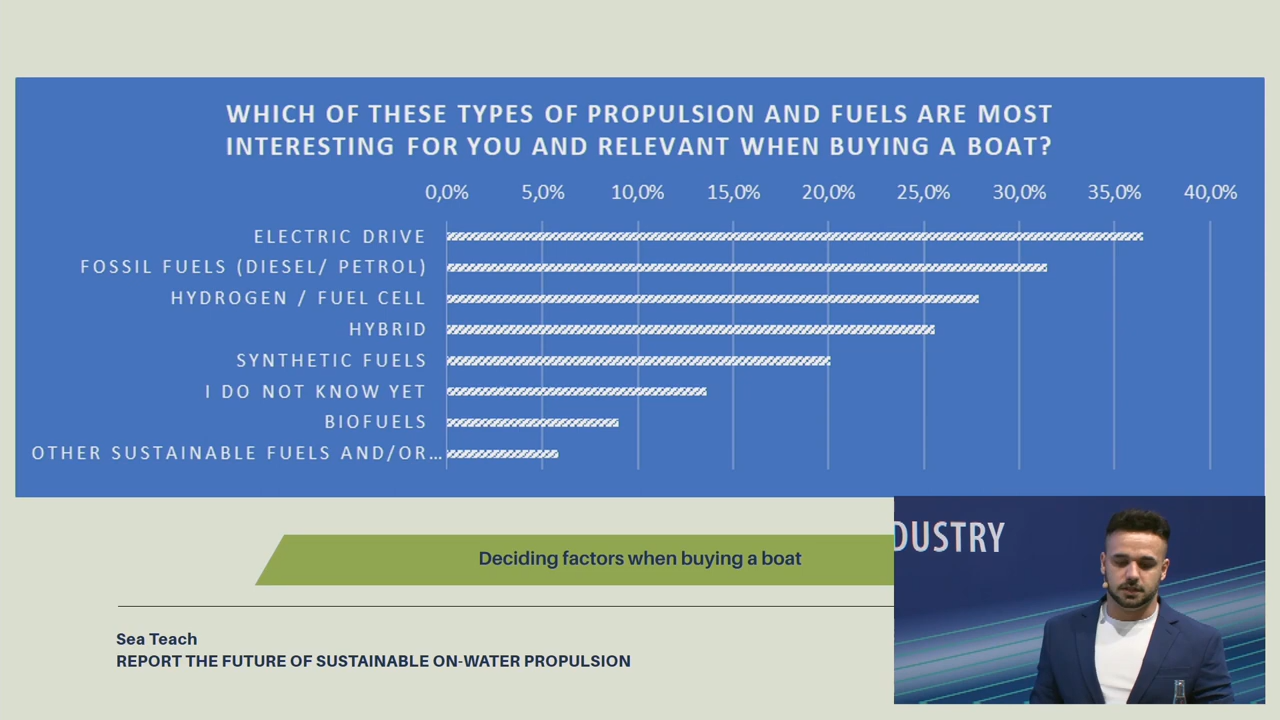 WHICH OF THESE TYPES OF PROPULSION AND FUELS ARE MOST
INTERESTING FOR YOU AND RELEVANT WHEN BUYING A BOAT?
0,0% 5,0% 10,0% 15,0% 20,0% 25,0% 30,0% 35,0% 40,0%
ELECTRIC DRIVE
FOSSIL FUELS (DIESEL/ PETROL)
HYDROGEN / FUEL CELL
HYBRID
SYNTHETIC FUELS
I DO NOT KNOW YET
BIOFUELS
OTHER SUSTAINABLE FUELS AND/OR...
Deciding factors when buying a boat
DUSTRY
Sea Teach
REPORT THE FUTURE OF SUSTAINABLE ON-WATER PROPULSION